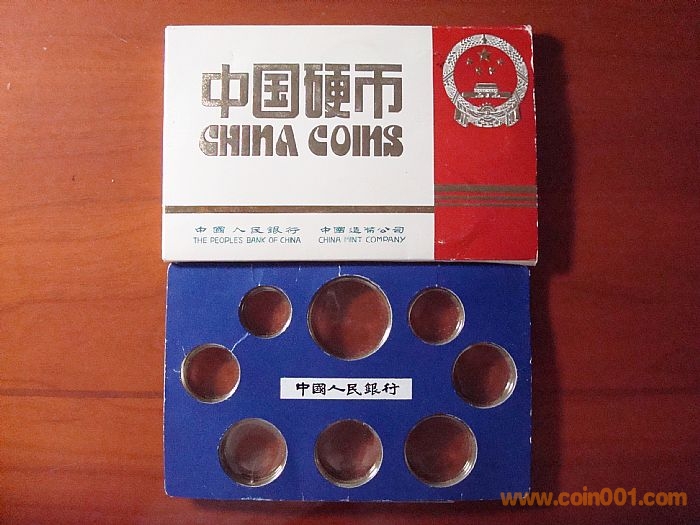 中国硬币
CHINA COINS
中國人民銀行 中國造幣公司
THE PEOPLE'S BANK OF CHINA CHINA MINT COMPANY
中國人民銀行
www.coin001.com